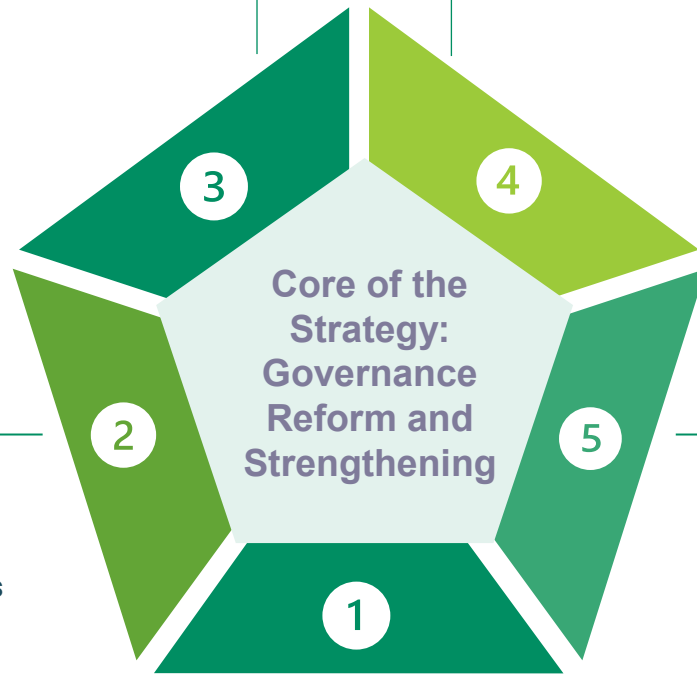 3
4
Core of the
Strategy:
Governance
Reform and
Strengthening
2
5
s
1